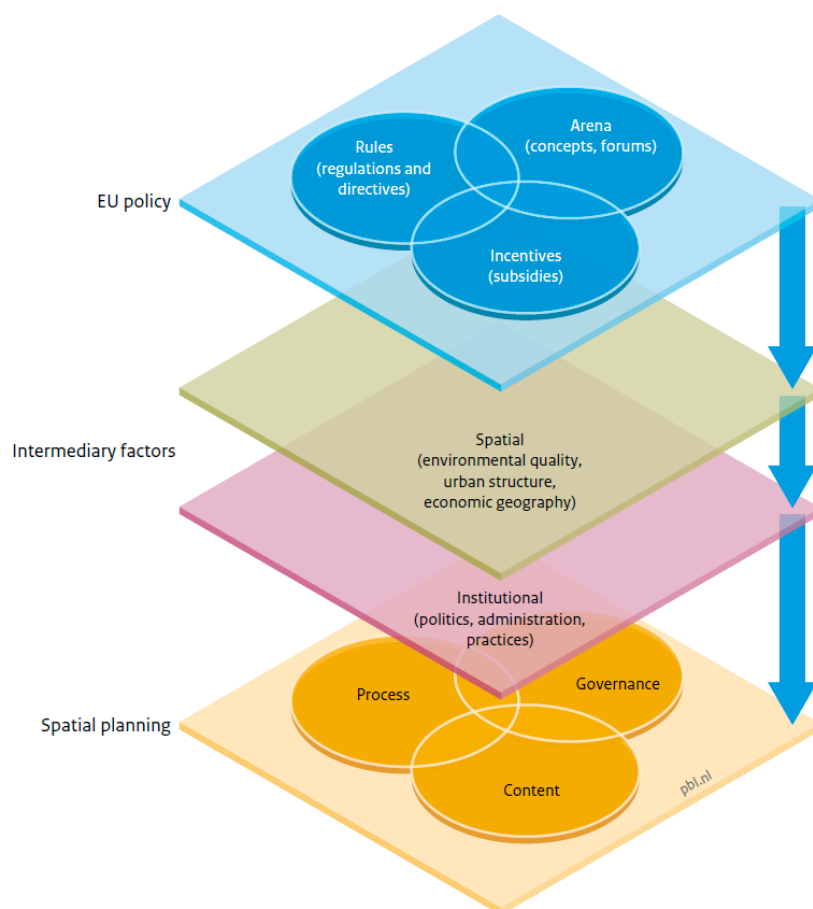 Arena
(concepts, forums)
Rules
(regulations and
directives)
EU policy
Incentives
(subsidies)
Spatial
(environmental quality,
urban structure,
economic geography)
Intermediary factors
Institutional
(politics, administration,
practices)
Process
Governance
Spatial planning
Content
pbl.nl